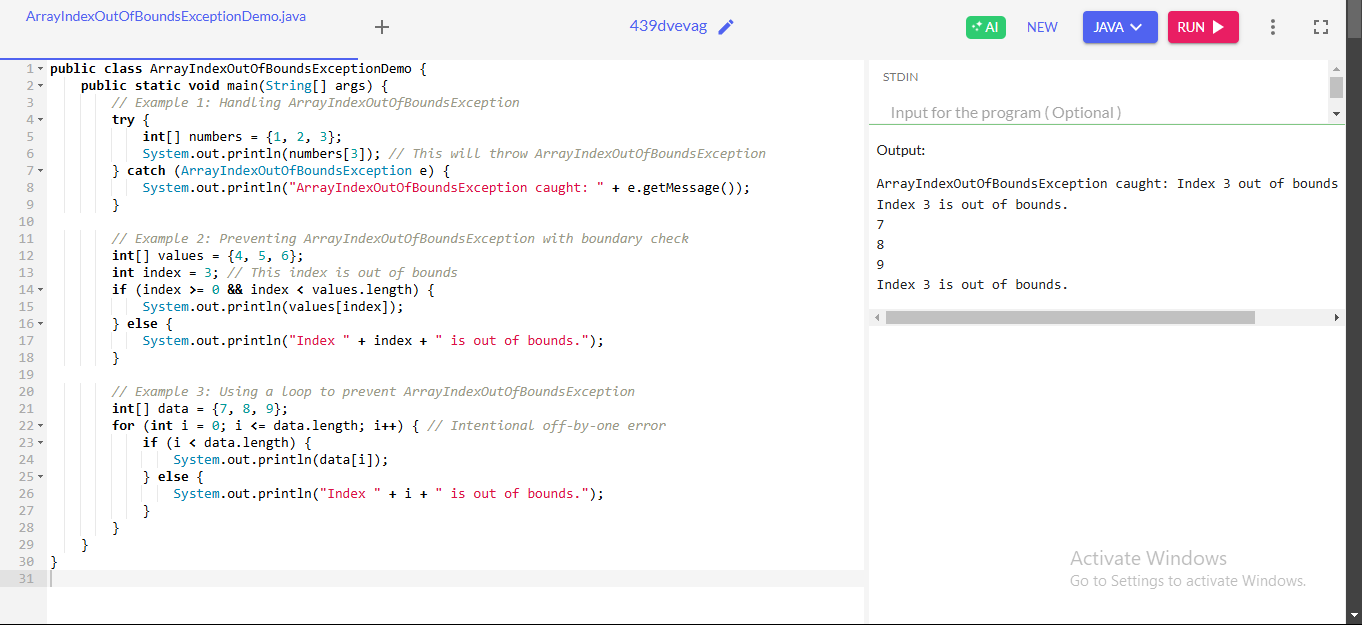 ArrayIndexOutOfBoundsExceptionDemo.java
+
439dvevag
AI
NEW
JAVA
RUN
1 public class ArrayIndexOutOfBoundsExceptionDemo {
2     public static void main(String[] args) {
3         // Example 1: Handling ArrayIndexOutOfBoundsException
4         try {
5             int[] numbers = {1, 2, 3};
6             System.out.println(numbers[3]); // This will throw ArrayIndexOutOfBoundsException
7         } catch (ArrayIndexOutOfBoundsException e) {
8             System.out.println("ArrayIndexOutOfBoundsException caught: " + e.getMessage());
9         }
10
11         // Example 2: Preventing ArrayIndexOutOfBoundsException with boundary check
12         int[] values = {4, 5, 6};
13         int index = 3; // This index is out of bounds
14         if (index >= 0 && index < values.length) {
15             System.out.println(values[index]);
16         } else {
17             System.out.println("Index " + index + " is out of bounds.");
18         }
19
20         // Example 3: Using a loop to prevent ArrayIndexOutOfBoundsException
21         int[] data = {7, 8, 9};
22         for (int i = 0; i <= data.length; i++) { // Intentional off-by-one error
23             if (i < data.length) {
24                 System.out.println(data[i]);
25             } else {
26                 System.out.println("Index " + i + " is out of bounds.");
27             }
28         }
29     }
30 }
31
STDIN
Input for the program ( Optional )
Output:
ArrayIndexOutOfBoundsException caught: Index 3 out of bounds
Index 3 is out of bounds.
7
8
9
Index 3 is out of bounds.
Activate Windows
Go to Settings to activate Windows.